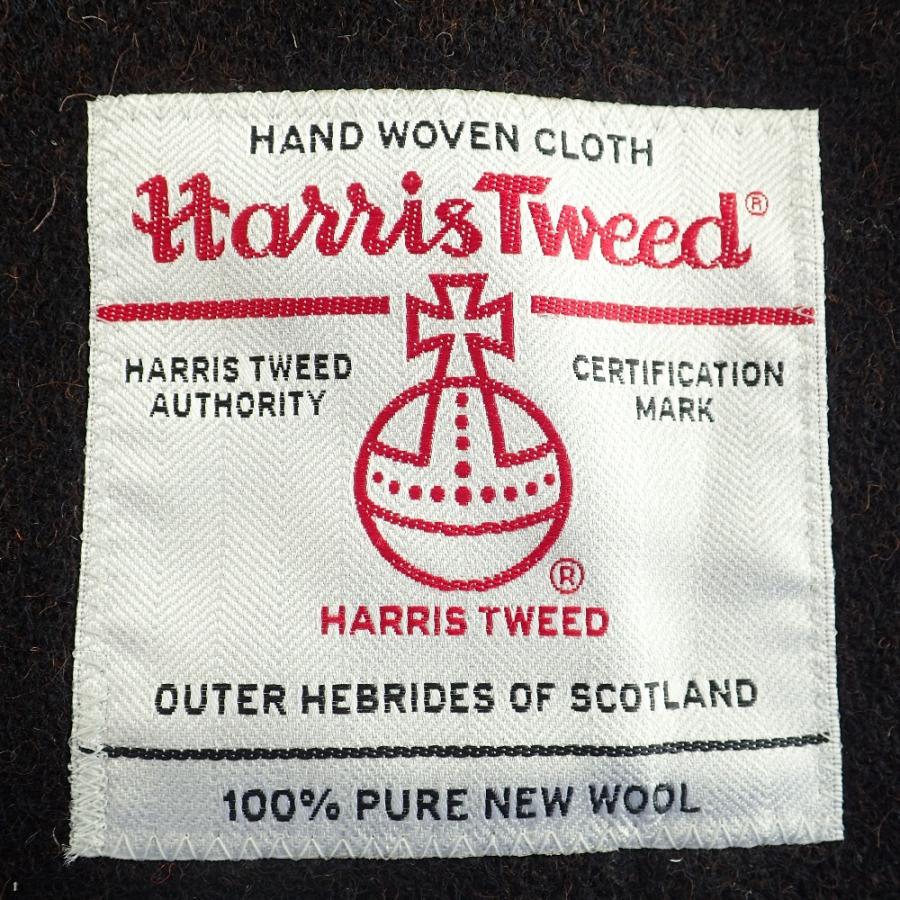 HAND WOVEN CLOTH
Harris Tweed®
HARRIS TWEED
AUTHORITY
CERTIFICATION
MARK
®
HARRIS TWEED
OUTER HEBRIDES OF SCOTLAND
100% PURE NEW WOOL